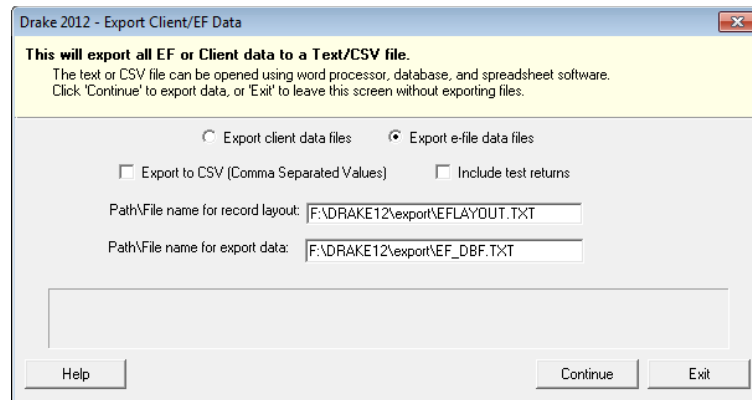 Drake 2012 - Export Client/EF Data
This will export all EF or Client data to a Text/CSV file.
The text or CSV file can be opened using word processor, database, and spreadsheet software.
Click 'Continue' to export data, or 'Exit' to leave this screen without exporting files.
Export client data files Export e-file data files
Export to CSV (Comma Separated Values) Include test returns
Path\File name for record layout: F:\DRAKE12\export\EFLAYOUT.TXT
Path\File name for export data: F:\DRAKE12\export\EF_DBF.TXT
Help Continue Exit